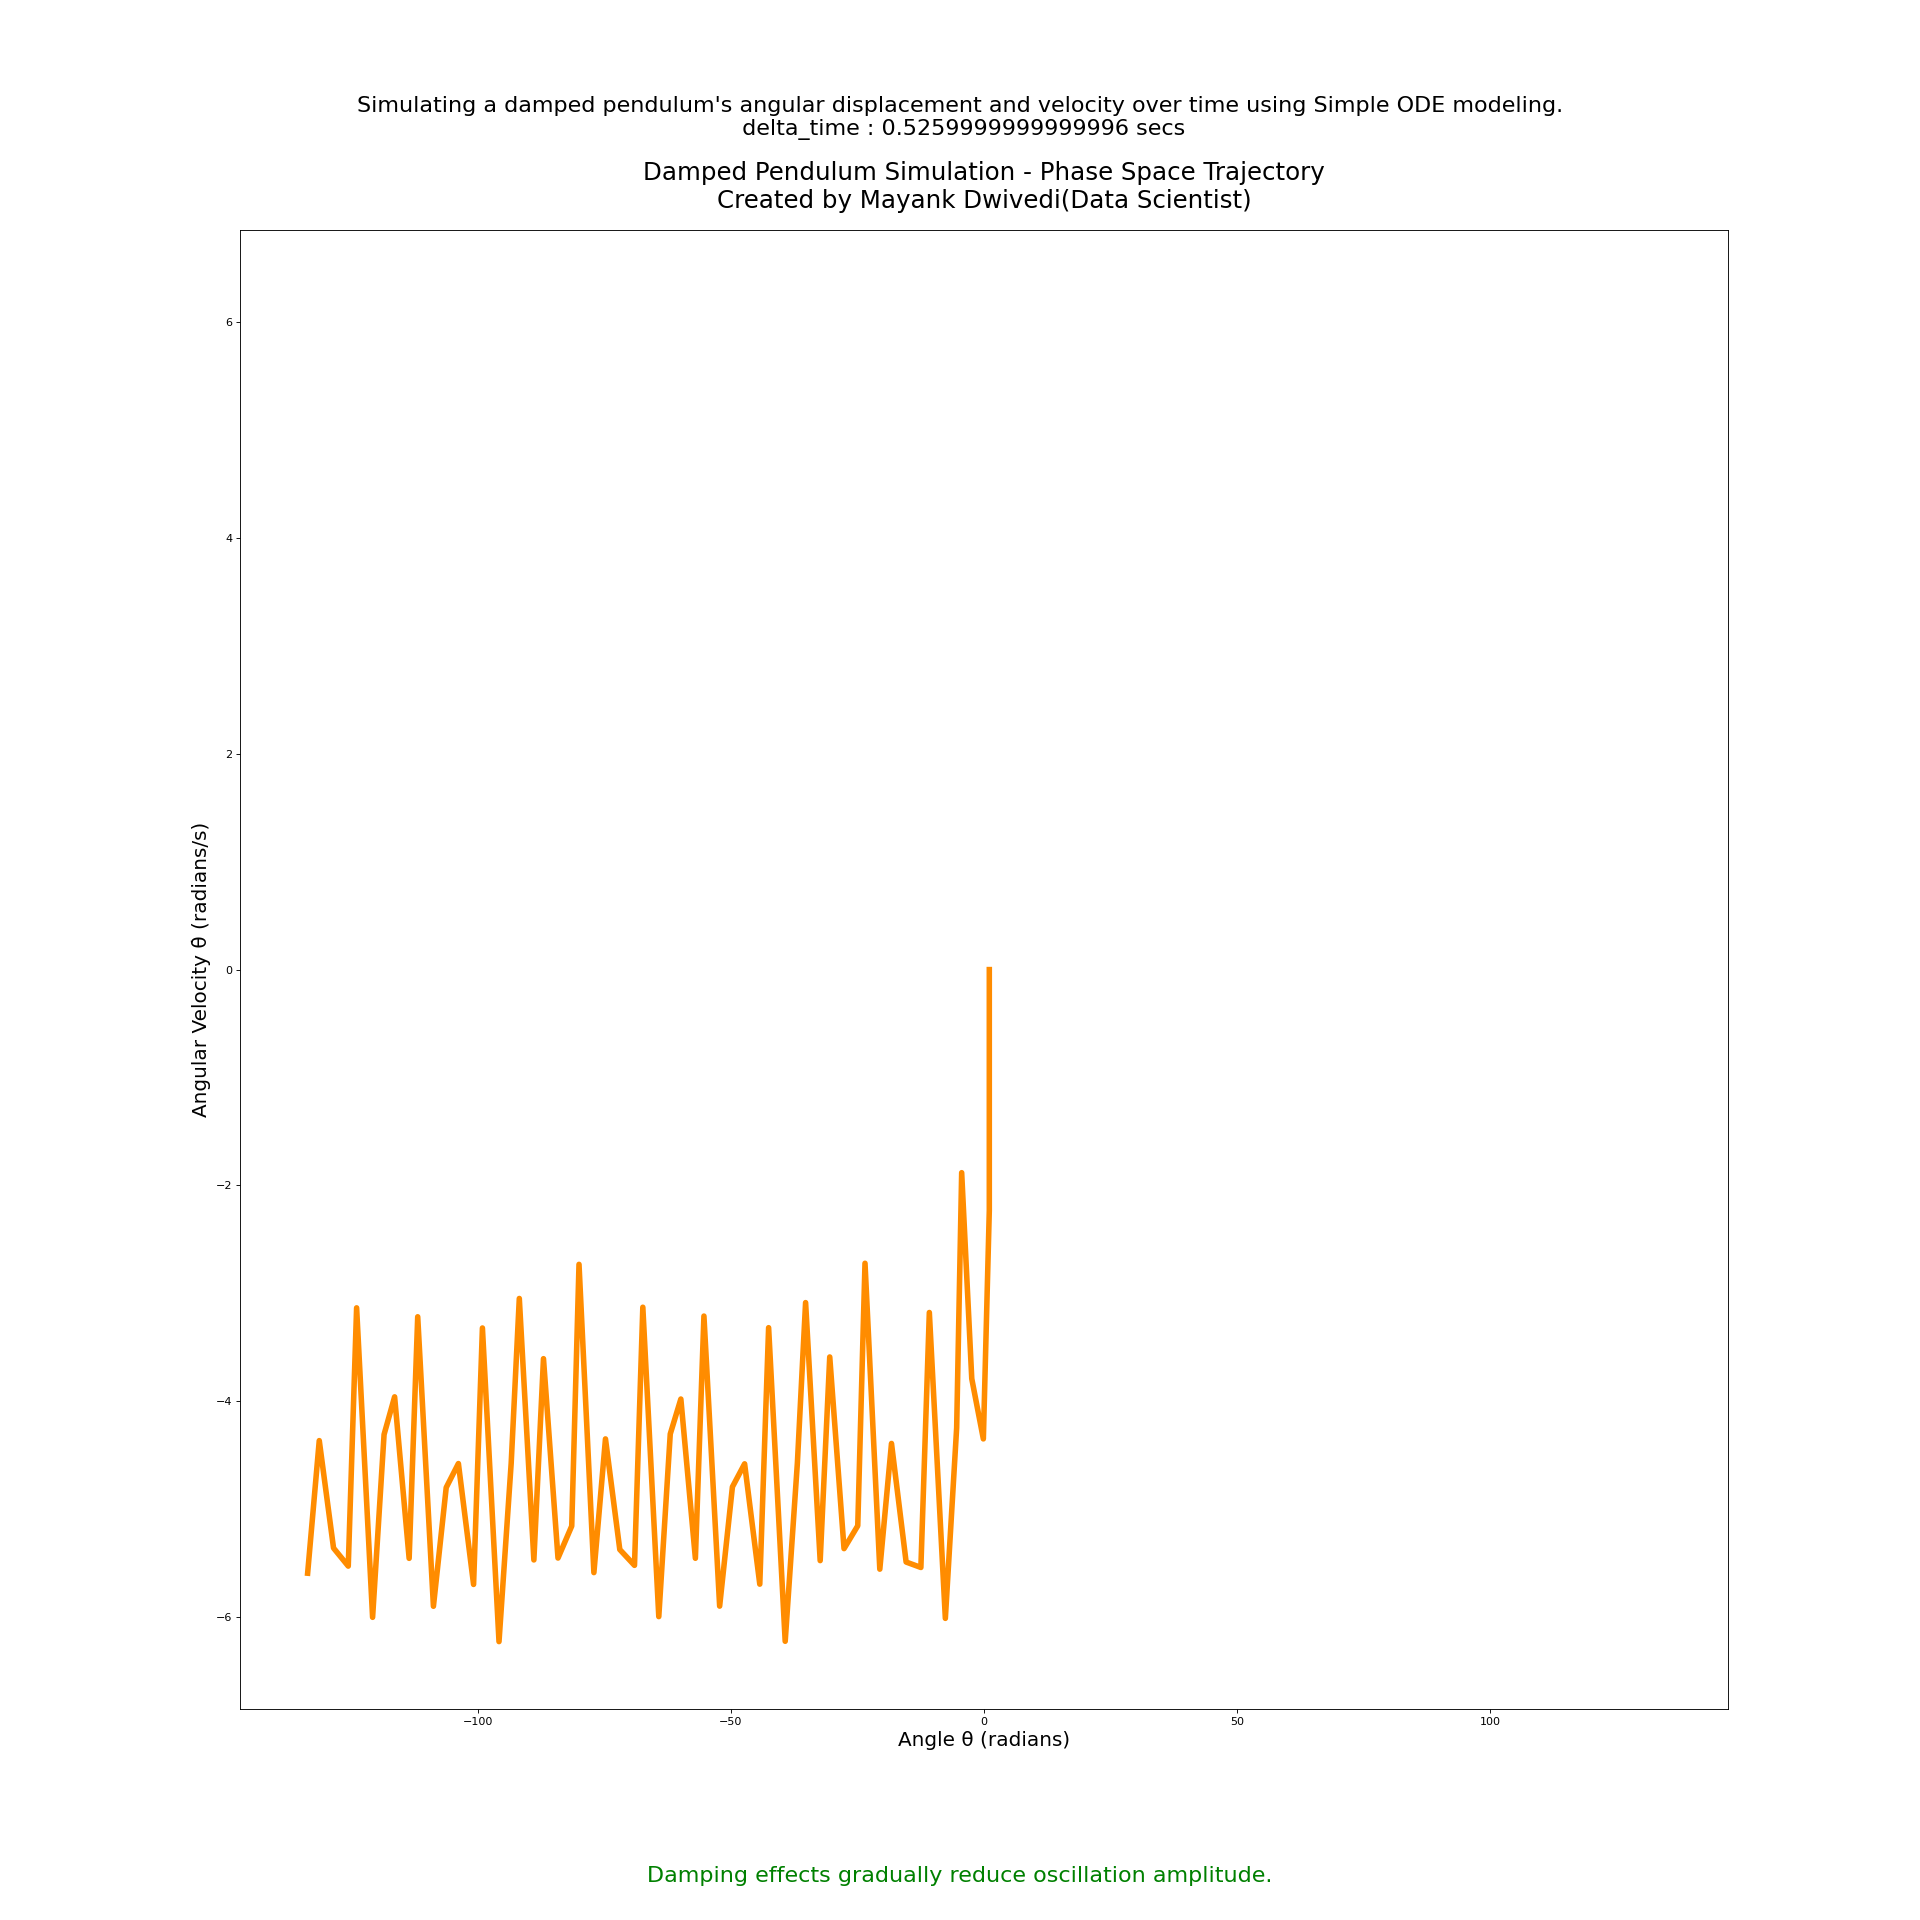 Simulating a damped pendulum's angular displacement and velocity over time using Simple ODE modeling.
delta_time : 0.5259999999999996 secs
Damped Pendulum Simulation - Phase Space Trajectory
Created by Mayank Dwivedi(Data Scientist)
6
4
2
0
−2
−4
−6
Angular Velocity θ (radians/s)
−100
−50
0
50
100
Angle θ (radians)
Damping effects gradually reduce oscillation amplitude.